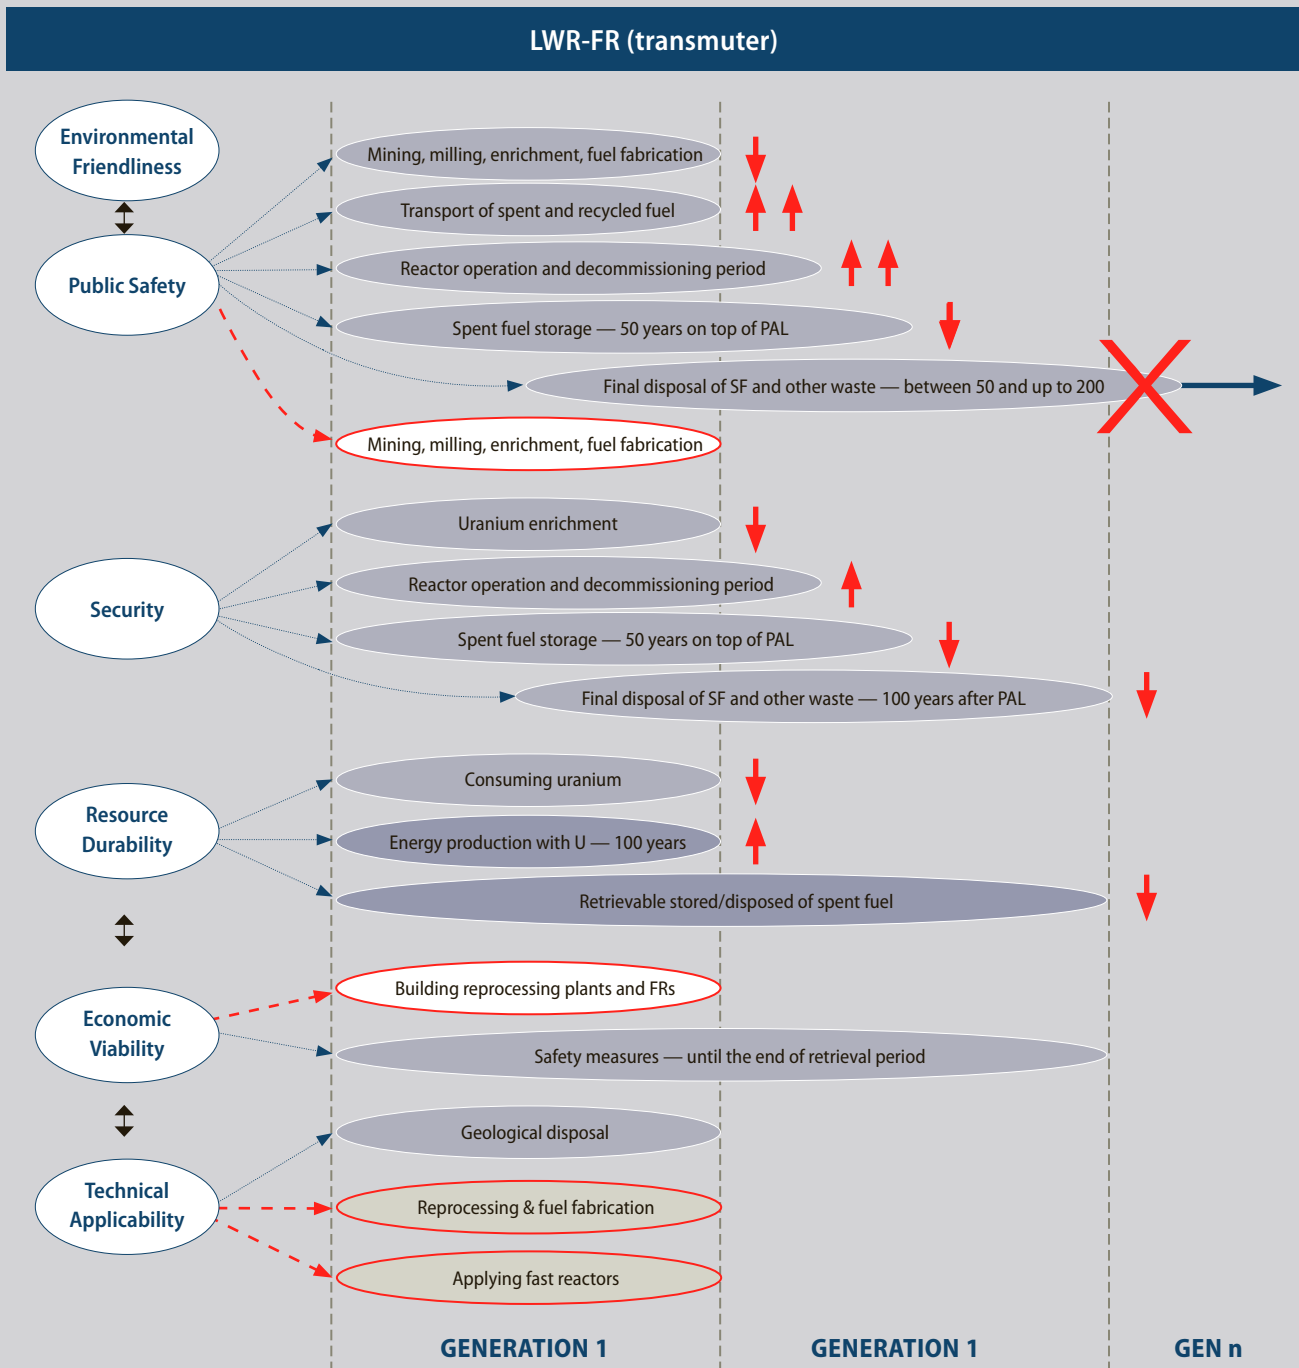 LWR-FR (transmuter)
Environmental
Friendliness
Mining, milling, enrichment, fuel fabrication
Transport of spent and recycled fuel
Public Safety
Reactor operation and decommissioning period
Spent fuel storage — 50 years on top of PAL
Final disposal of SF and other waste — between 50 and up to 200
Mining, milling, enrichment, fuel fabrication
Uranium enrichment
Reactor operation and decommissioning period
Security
Spent fuel storage — 50 years on top of PAL
Final disposal of SF and other waste — 100 years after PAL
Consuming uranium
Resource
Durability
Energy production with U — 100 years
Retrievable stored/disposed of spent fuel
Building reprocessing plants and FRs
Economic
Viability
Safety measures — until the end of retrieval period
Geological disposal
Technical
Applicability
Reprocessing & fuel fabrication
Applying fast reactors
GENERATION 1
GENERATION 1
GEN n